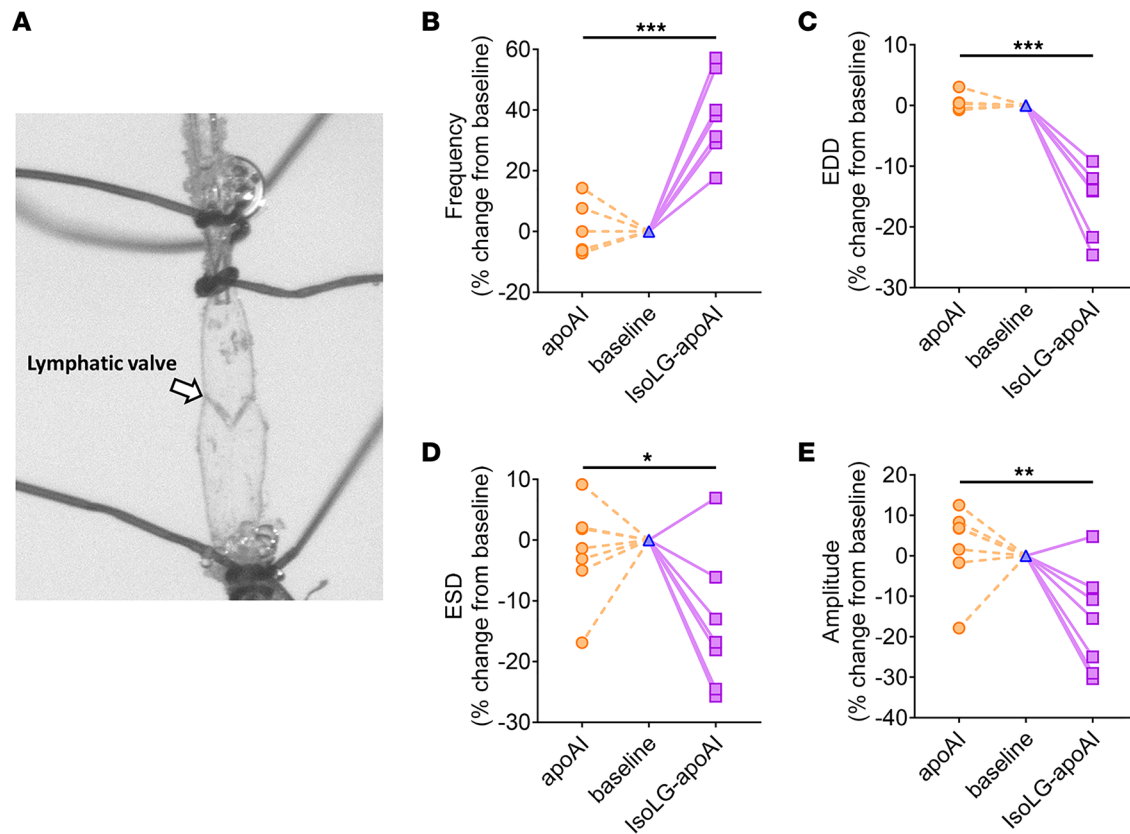 A
Lymphatic valve
B
Frequency
(% change from baseline)
60
40
20
0
-20
***
apoAI
baseline
IsoLG-apoAI
C
EDD
(% change from baseline)
10
0
-10
-20
-30
***
apoAI
baseline
IsoLG-apoAI
D
ESD
(% change from baseline)
10
0
-10
-20
-30
*
apoAI
baseline
IsoLG-apoAI
E
Amplitude
(% change from baseline)
20
10
0
-10
-20
-30
-40
**
apoAI
baseline
IsoLG-apoAI